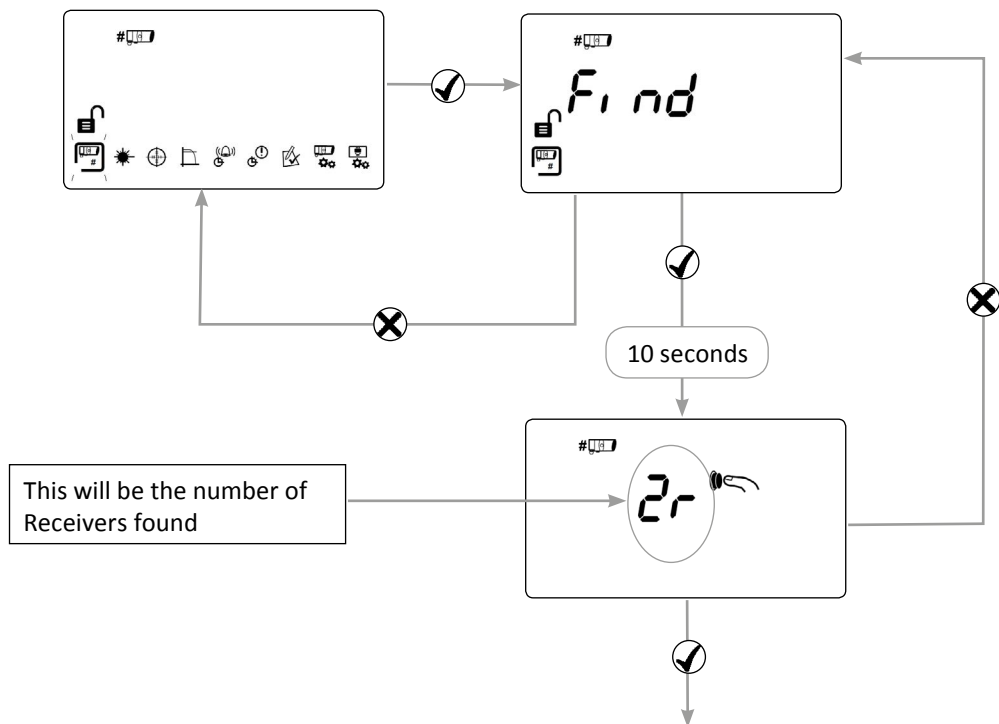 #
#
Find
#
#
10 seconds
#
2r
This will be the number of
Receivers found